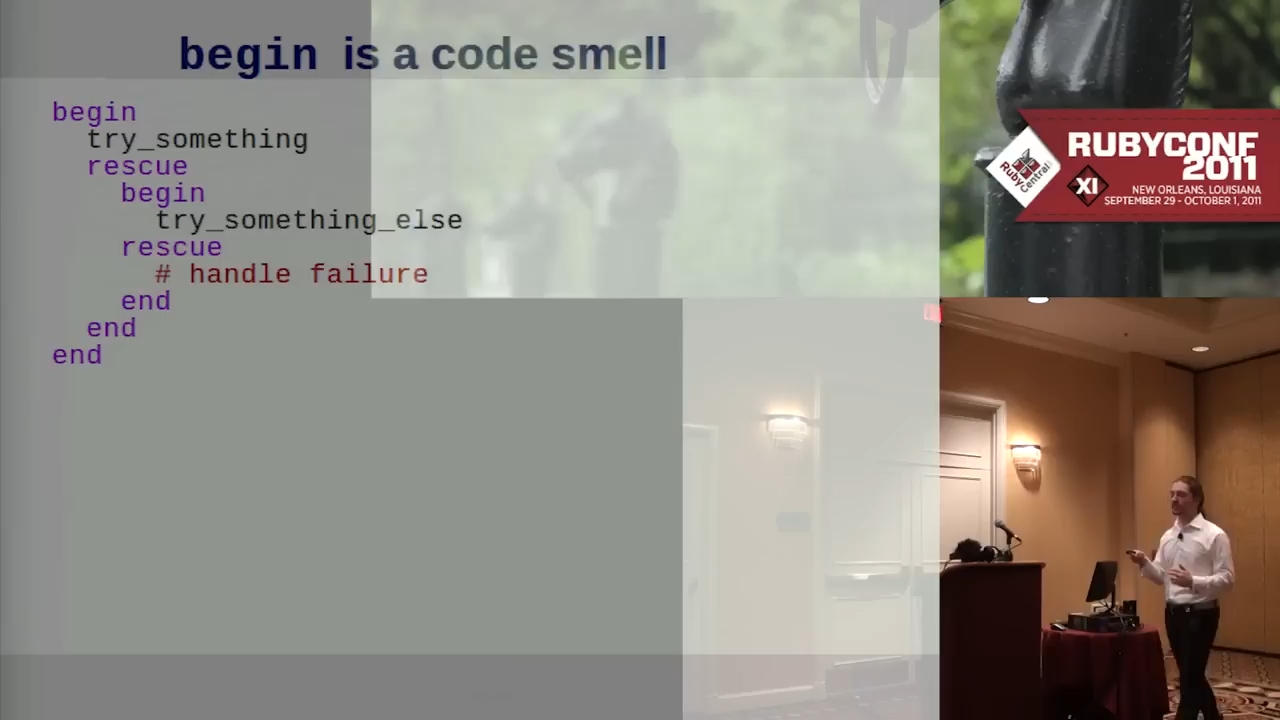 begin is a code smell
begin
  try_something
  rescue
    begin
      try_something_else
    rescue
      # handle failure
    end
  end
end
RUBYCONF
2011
RubyCentral
XI
NEW ORLEANS, LOUISIANA
SEPTEMBER 29 - OCTOBER 1, 2011